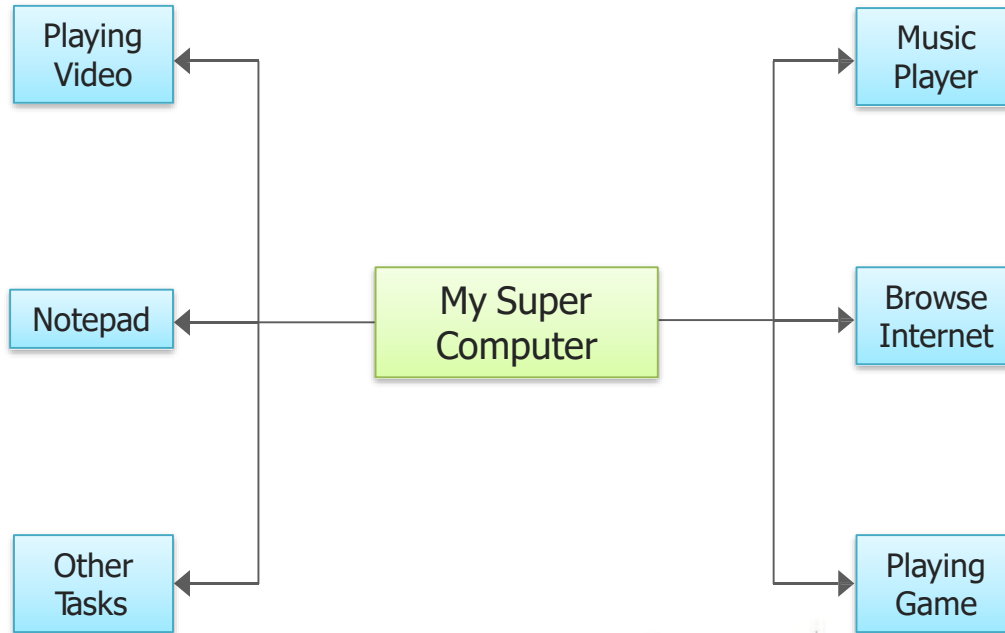 Playing
Video
Music
Player
Notepad
My Super
Computer
Browse
Internet
Other
Tasks
Playing
Game